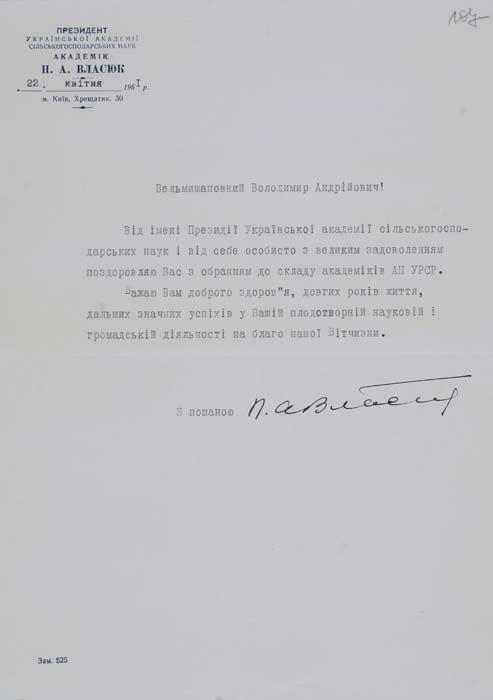 107
ПРЕЗИДЕНТ
УКРАЇНСЬКОЇ АКАДЕМІЇ
СІЛЬСЬКОГОСПОДАРСЬКИХ НАУК
АКАДЕМІК
П. А. ВЛАСЮК
22. квітня 1961 р.
м. Київ, Хрещатик. 30
Вельмишаповний Володимир Андрійович!
Від імені Президії Української академії сільськогоспо-
дарських наук і від себе особисто з великим задоволенням
поздоровляю Вас з обранням до складу академіків АН УРСР.
Бажаю Вам доброго здоров"я, довгих років життя,
дальших значних успіхів у Вашій плодотворній науковій і
громадській діяльності на благо нашої Вітчизни.
З пошаною П. А Власюк
Зам. 525